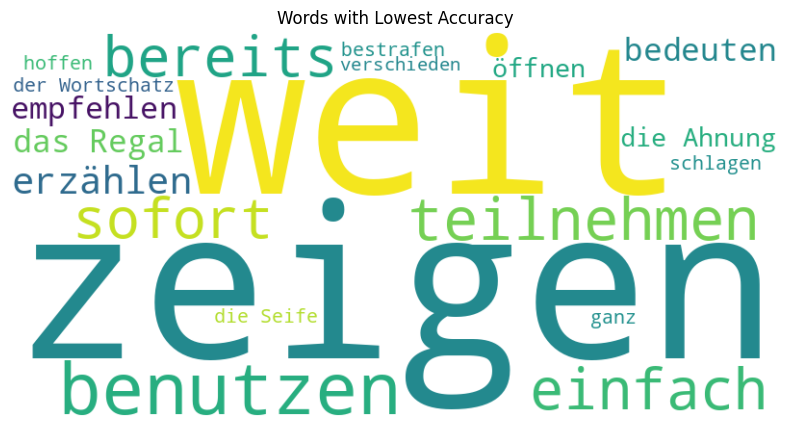 Words with Lowest Accuracy
hoffen
bereits
bestrafen
verschieden
öffnen
bedeuten
der Wortschatz
empfehlen
Weit
das Regal
die Ahnung
schlagen
erzählen
sofort
teilnehmen
zeigen
die Seife
ganz
benutzen
einfach